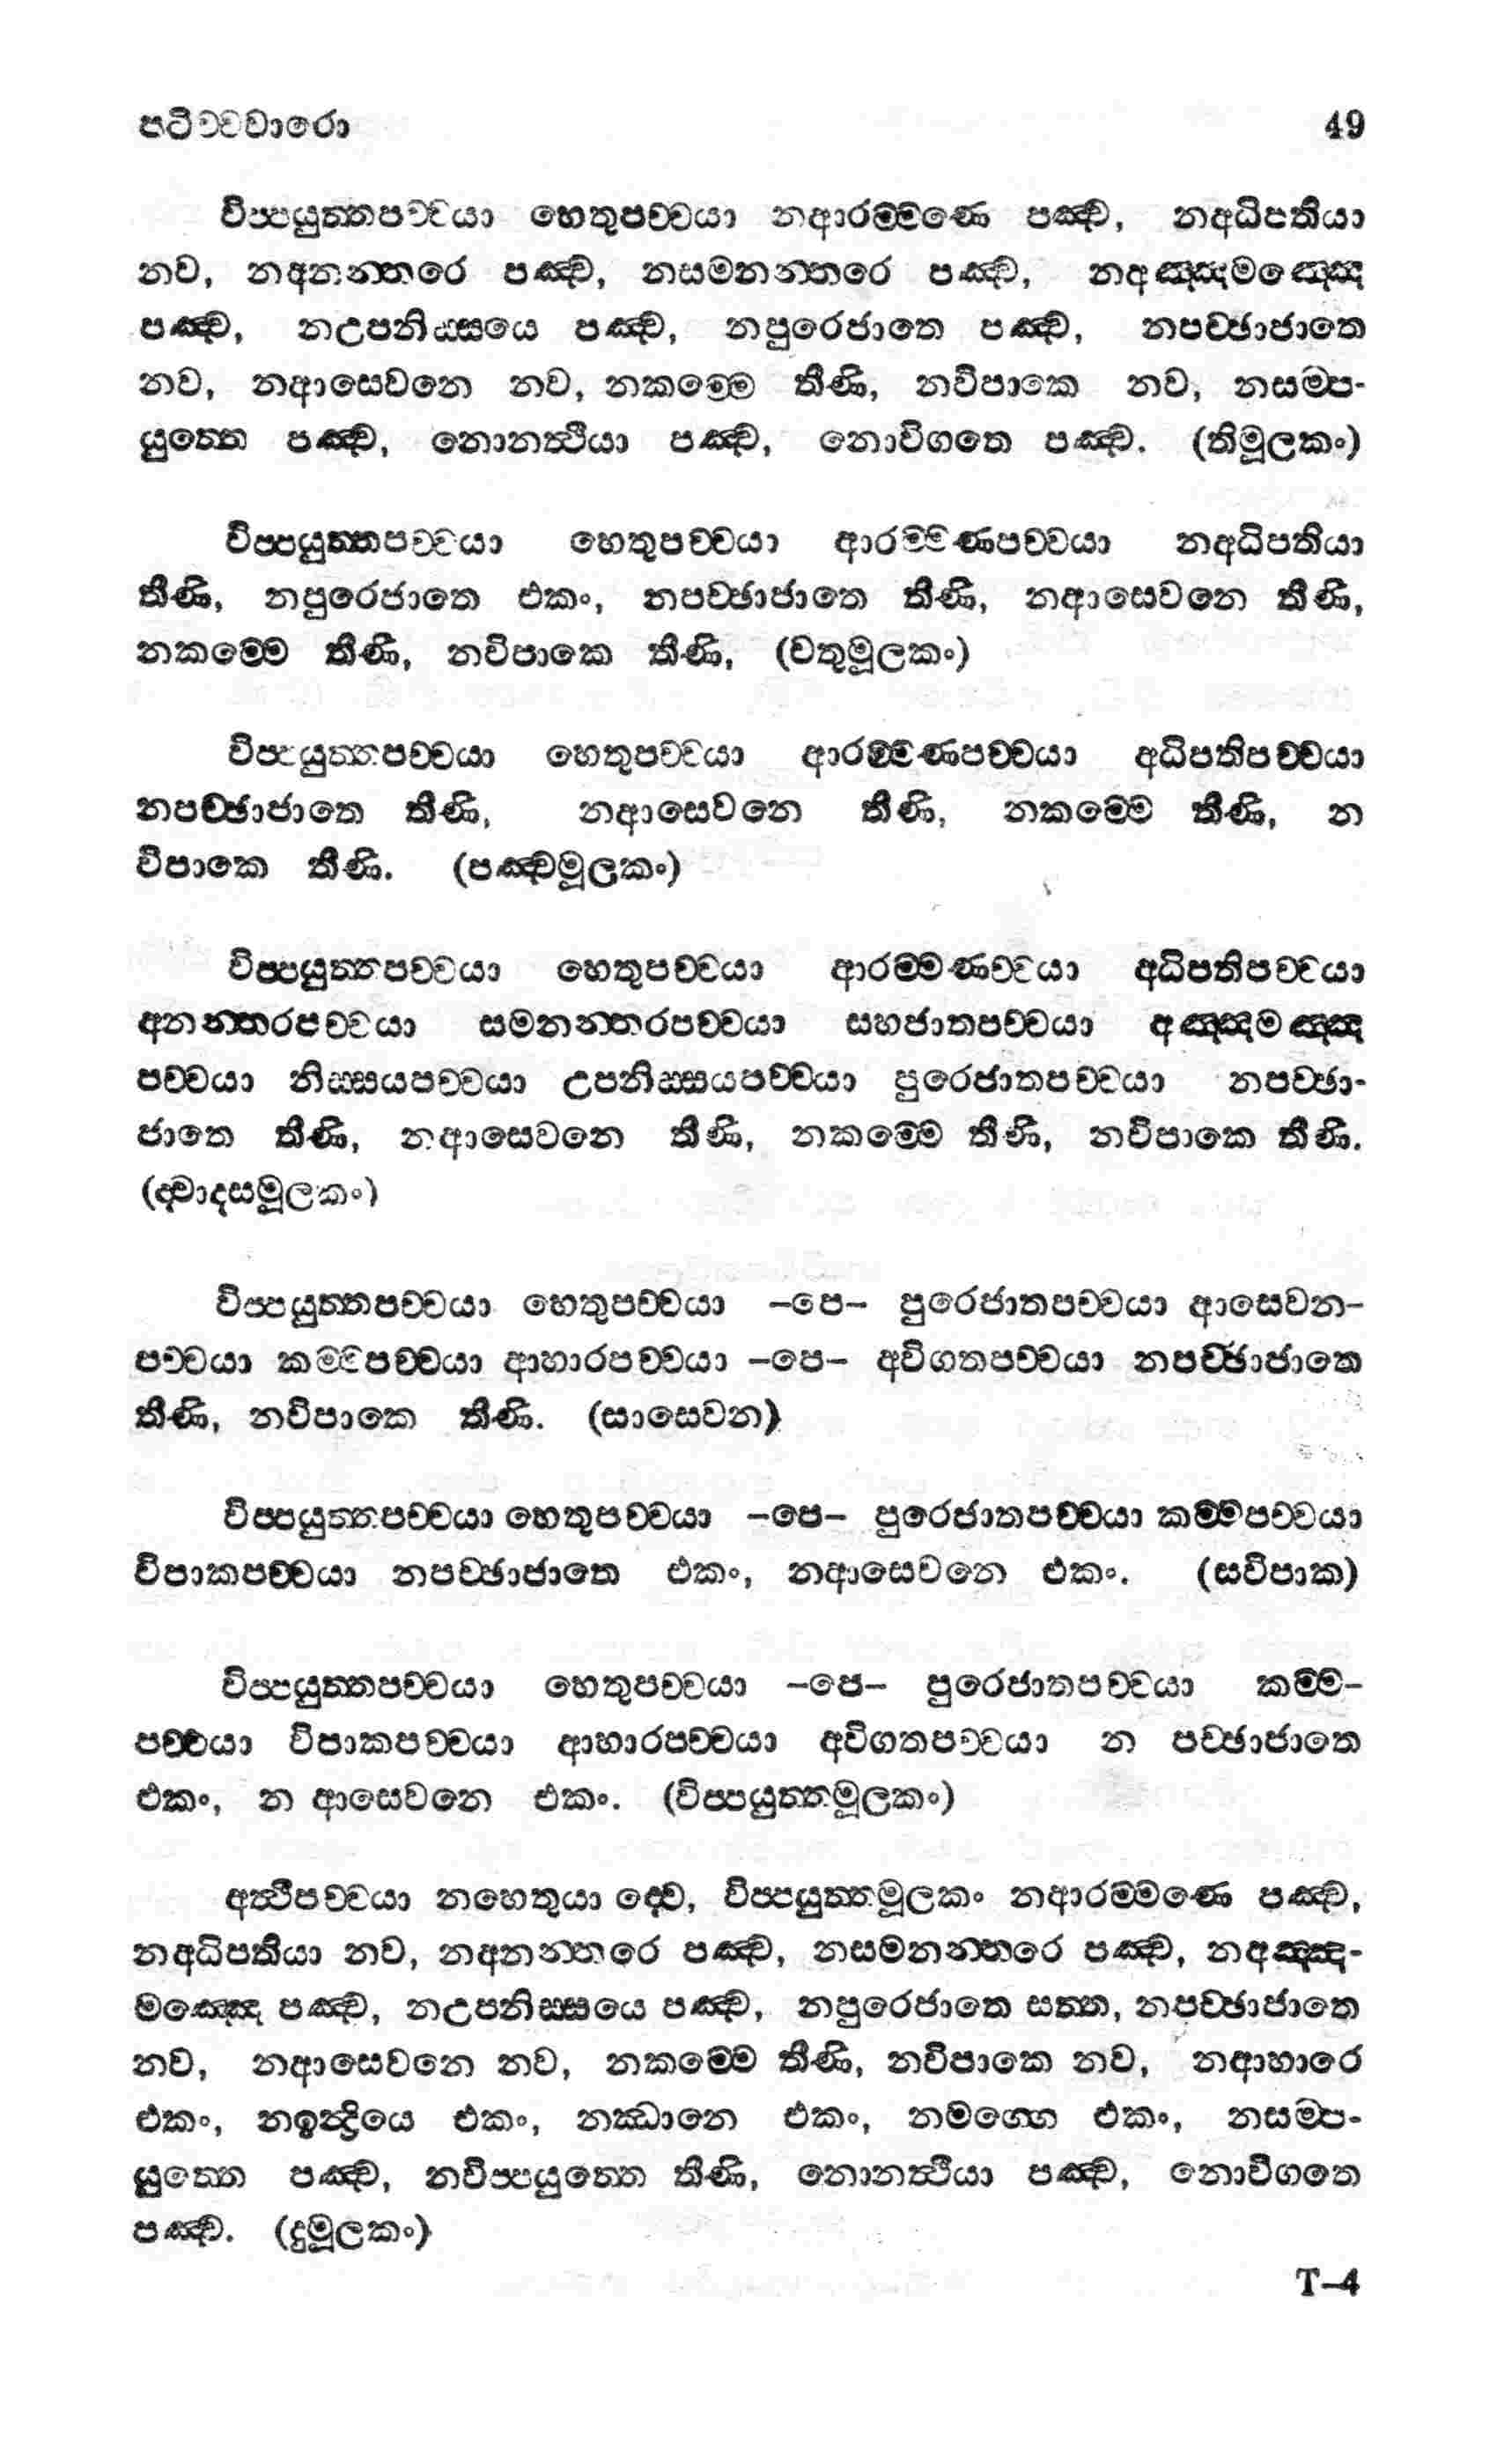 පටිච්චවාරො 49
විප්පයුත්තපච්චයා හෙතුපච්චයා නආරම්මණෙ පඤ්ච, නඅධිපතියා
නව, නඅනන්තරෙ පඤ්ච, නසමනන්තරෙ පඤ්ච, නඅඤ්ඤමඤ්ඤෙ
පඤ්ච, නඋපනිස්සයෙ පඤ්ච, නපුරෙජාතෙ පඤ්ච, නපච්ඡාජාතෙ
නව, නආසෙවනෙ නව, නකම්මෙ තීණි, නවිපාකෙ නව, නසම්ප-
යුත්තෙ පඤ්ච, නොනත්ථියා පඤ්ච, නොවිගතෙ පඤ්ච. (තිමූලකං)
විප්පයුත්තපච්චයා හෙතුපච්චයා ආරම්මණපච්චයා නඅධිපතියා
තීණි, නපුරෙජාතෙ එකං, නපච්ඡාජාතෙ තීණි, නආසෙවනෙ තීණි,
නකම්මෙ තීණි, නවිපාකෙ තීණි, (චතුමූලකං)
විප්පයුත්තපච්චයා හෙතුපච්චයා ආරම්මණපච්චයා අධිපතිපච්චයා
නපච්ඡාජාතෙ තීණි, නආසෙවනෙ තීණි, නකම්මෙ තීණි, න
විපාකෙ තීණි. (පඤ්චමූලකං)
විප්පයුත්තපච්චයා හෙතුපච්චයා ආරම්මණච්චයා අධිපතිපච්චයා
අනන්තරපච්චයා සමනන්තරපච්චයා සහජාතපච්චයා අඤ්ඤමඤ්ඤ
පච්චයා නිස්සයපච්චයා උපනිස්සයපච්චයා පුරෙජාතපච්චයා නපච්ඡා-
ජාතෙ තීණි, නආසෙවනෙ තීණි, නකම්මෙ තීණි, නවිපාකෙ තීණි.
(ද්වාදසමූලකං)
විප්පයුත්තපච්චයා හෙතුපච්චයා –පෙ– පුරෙජාතපච්චයා ආසෙවන–
පච්චයා කම්මපච්චයා ආහාරපච්චයා –පෙ– අවිගතපච්චයා නපච්ඡාජාතෙ
තීණි, නවිපාකෙ තීණි. (සාසෙවන)
විප්පයුත්තපච්චයා හෙතුපච්චයා –පෙ– පුරෙජාතපච්චයා කම්මපච්චයා
විපාකපච්චයා නපච්ඡාජාතෙ එකං, නආසෙවනෙ එකං. (සවිපාක)
විප්පයුත්තපච්චයා හෙතුපච්චයා –පෙ– පුරෙජාතපච්චයා කම්ම–
පච්චයා විපාකපච්චයා ආහාරපච්චයා අවිගතපච්චයා න පච්ඡාජාතෙ
එකං, න ආසෙවනෙ එකං. (විප්පයුත්තමූලකං)
අත්ථිපච්චයා නහෙතුයා ද්වෙ, විප්පයුත්තමූලකං නආරම්මණෙ පඤ්ච,
නඅධිපතියා නව, නඅනන්තරෙ පඤ්ච, නසමනන්තරෙ පඤ්ච, නඅඤ්ඤ-
මඤ්ඤෙ පඤ්ච, නඋපනිස්සයෙ පඤ්ච, නපුරෙජාතෙ සත්ත, නපච්ඡාජාතෙ
නව, නආසෙවනෙ නව, නකම්මෙ තීණි, නවිපාකෙ නව, නආහාරෙ
එකං, නඉන්ද්‍රියෙ එකං, නඣානෙ එකං, නමග්ගෙ එකං, නසම්ප-
යුත්තෙ පඤ්ච, නවිප්පයුත්තෙ තීණි, නොනත්ථියා පඤ්ච, නොවිගතෙ
පඤ්ච. (දුමූලකං)
T–4